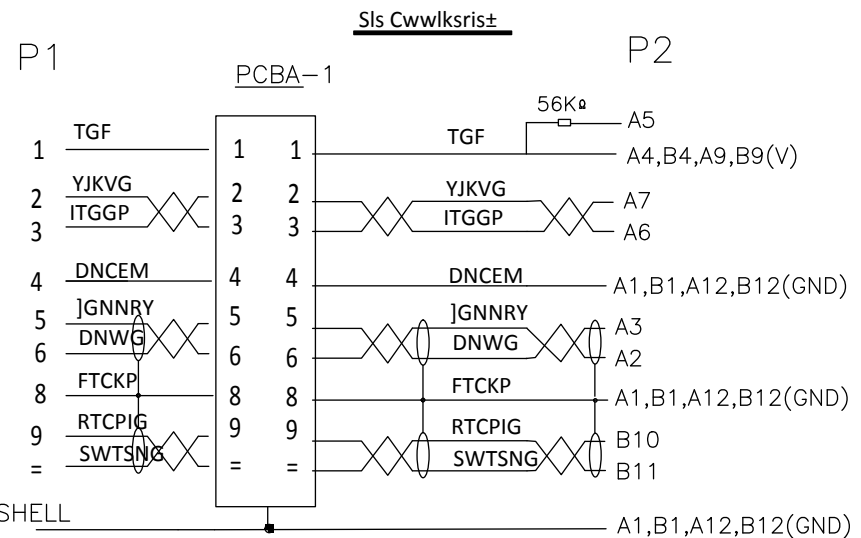 Sls Cwwlksris±
P1
P2
PCBA-1
56KΩ
A5
1 TGF 1 1 TGF A4,B4,A9,B9(V)
2 YJKVG 2 2 YJKVG A7
3 ITGGP 3 3 ITGGP A6
4 DNCEM 4 4 DNCEM A1,B1,A12,B12(GND)
5 ]GNNRY 5 5 ]GNNRY A3
6 DNWG 6 6 DNWG A2
8 FTCKP 8 8 FTCKP A1,B1,A12,B12(GND)
9 RTCPIG 9 9 RTCPIG B10
= SWTSNG = = SWTSNG B11
SHELL A1,B1,A12,B12(GND)